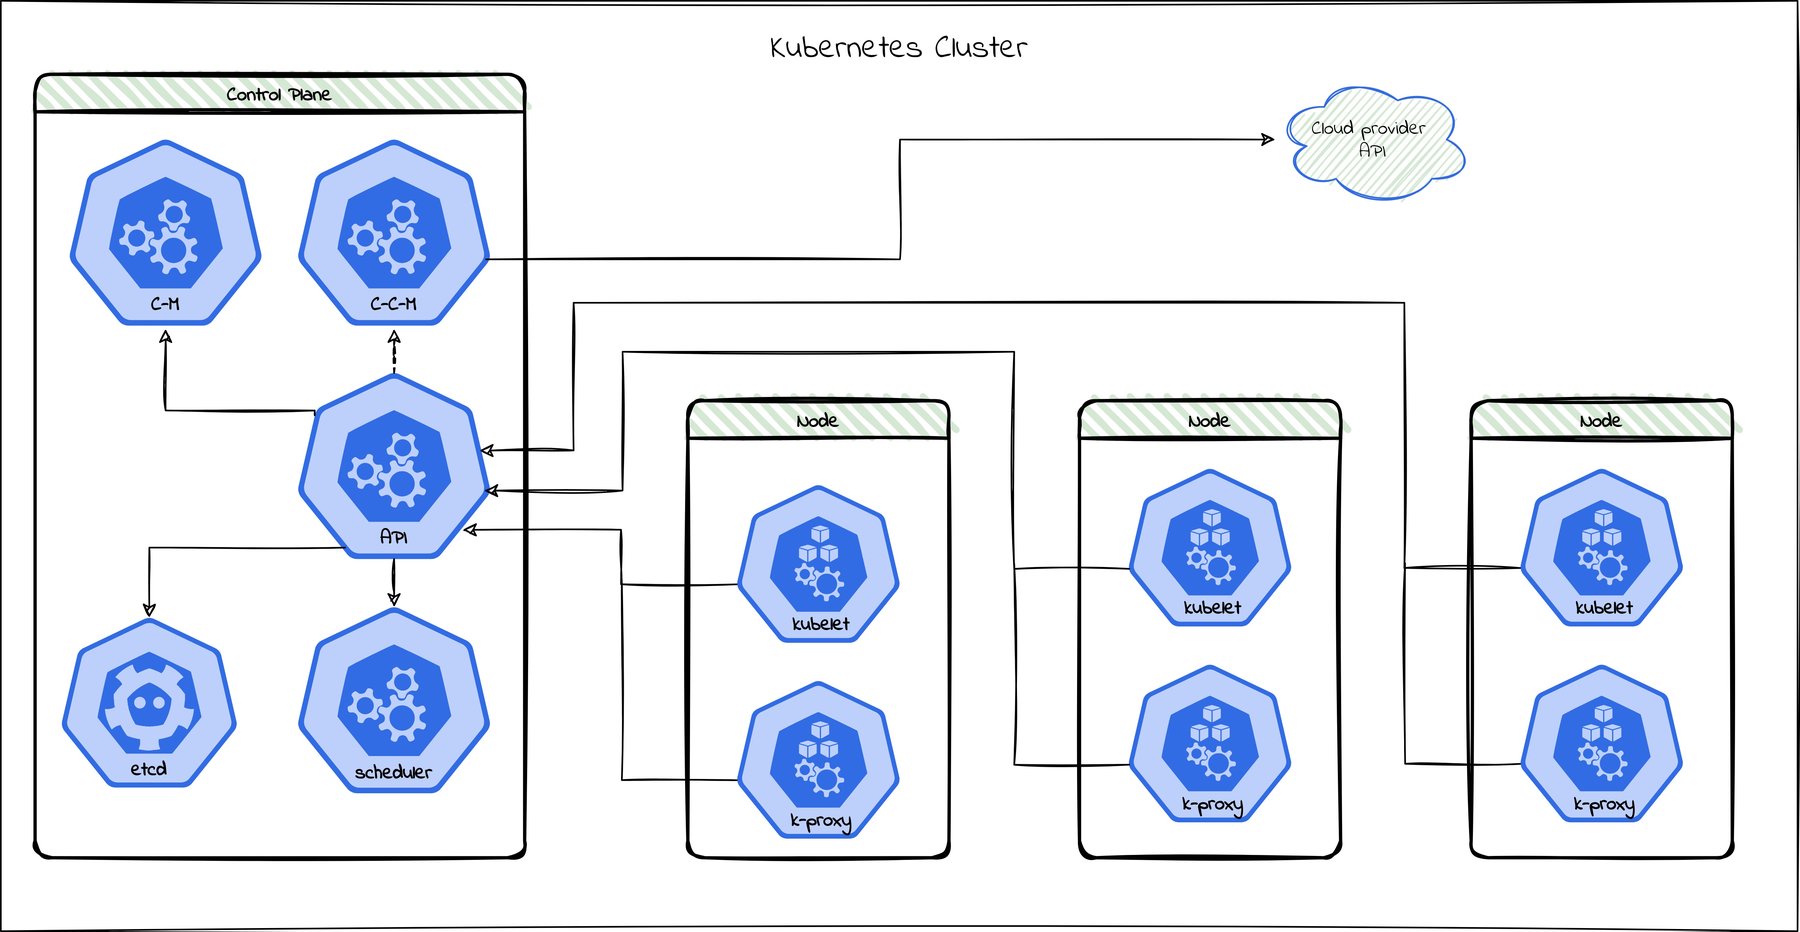 Kubernetes Cluster
Control Plane
Cloud provider
API
C-M
C-C-M
API
etcd
scheduler
Node
kubelet
k-proxy
Node
kubelet
k-proxy
Node
kubelet
k-proxy